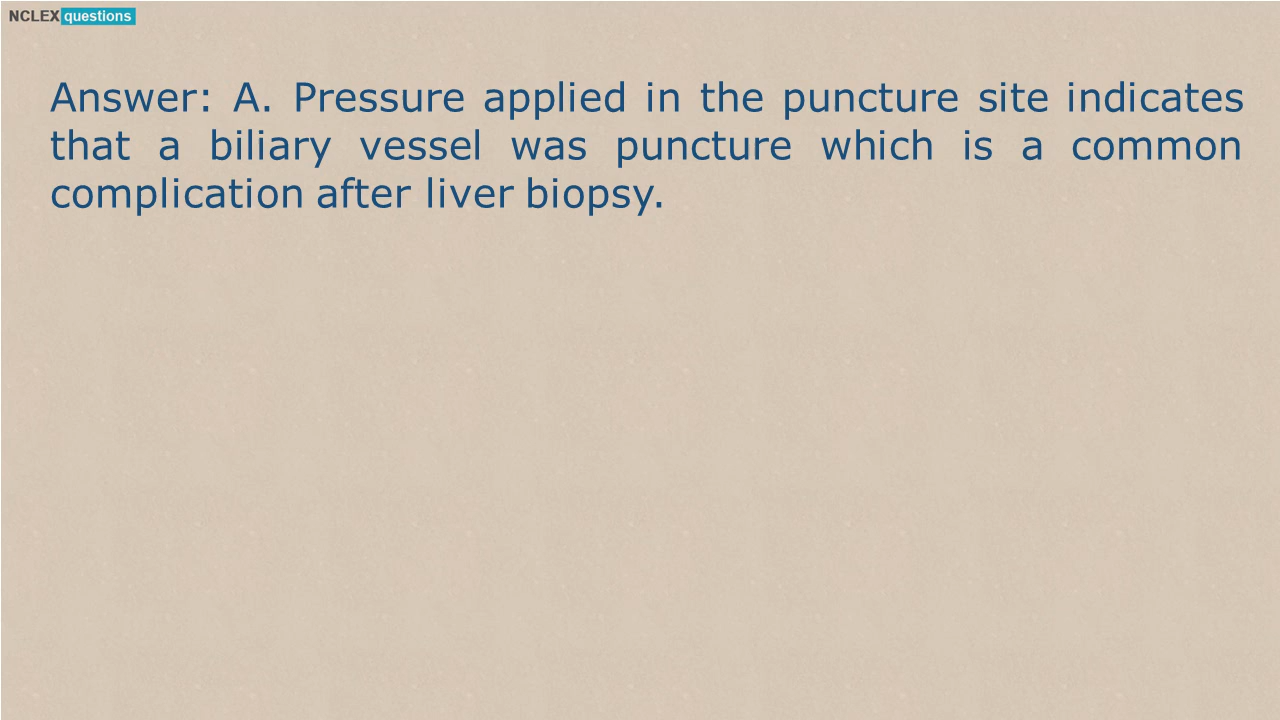 NCLEX questions
Answer: A. Pressure applied in the puncture site indicates
that a biliary vessel was puncture which is a common
complication after liver biopsy.